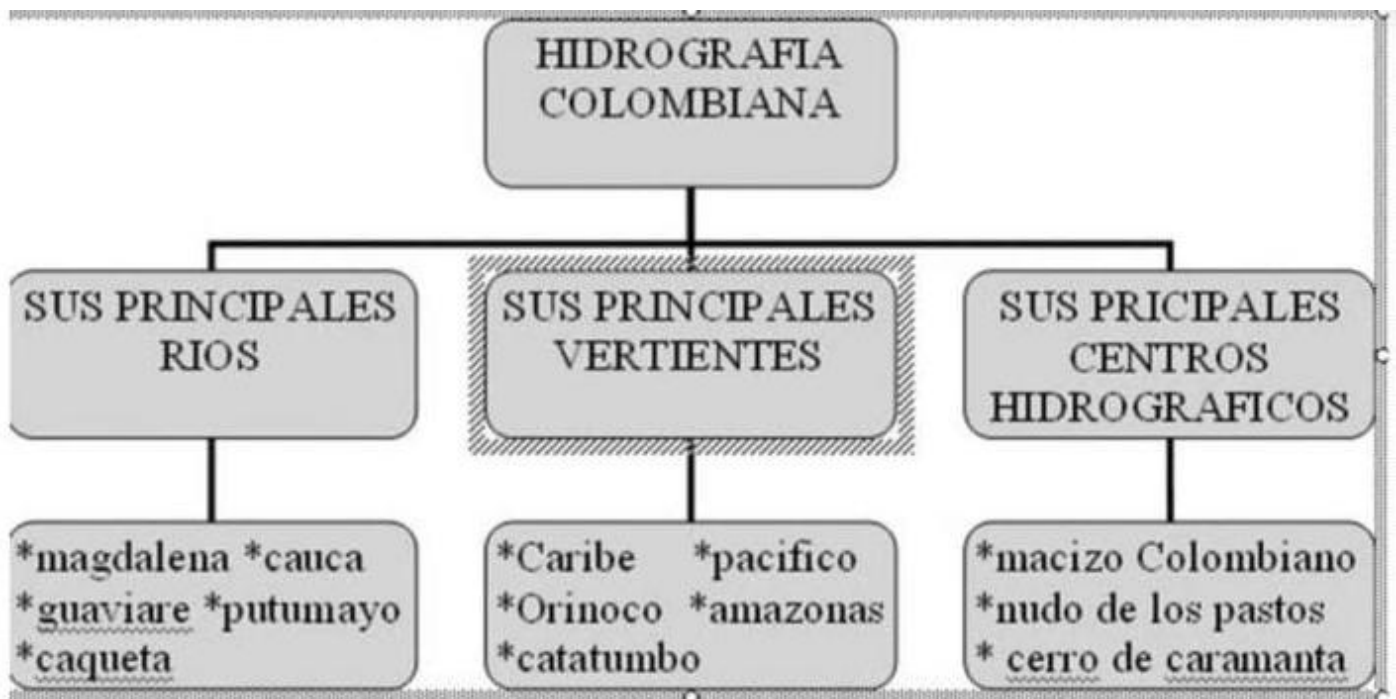 HIDROGRAFIA
COLOMBIANA
SUS PRINCIPALES
RIOS
SUS PRINCIPALES
VERTIENTES
SUS PRICIPALES
CENTROS
HIDROGRAFICOS
*magdalena *cauca
*guaviare *putumayo
*caqueta
*Caribe *pacifico
*Orinoco *amazonas
*catatumbo
*macizo Colombiano
*nudo de los pastos
* cerro de caramanta